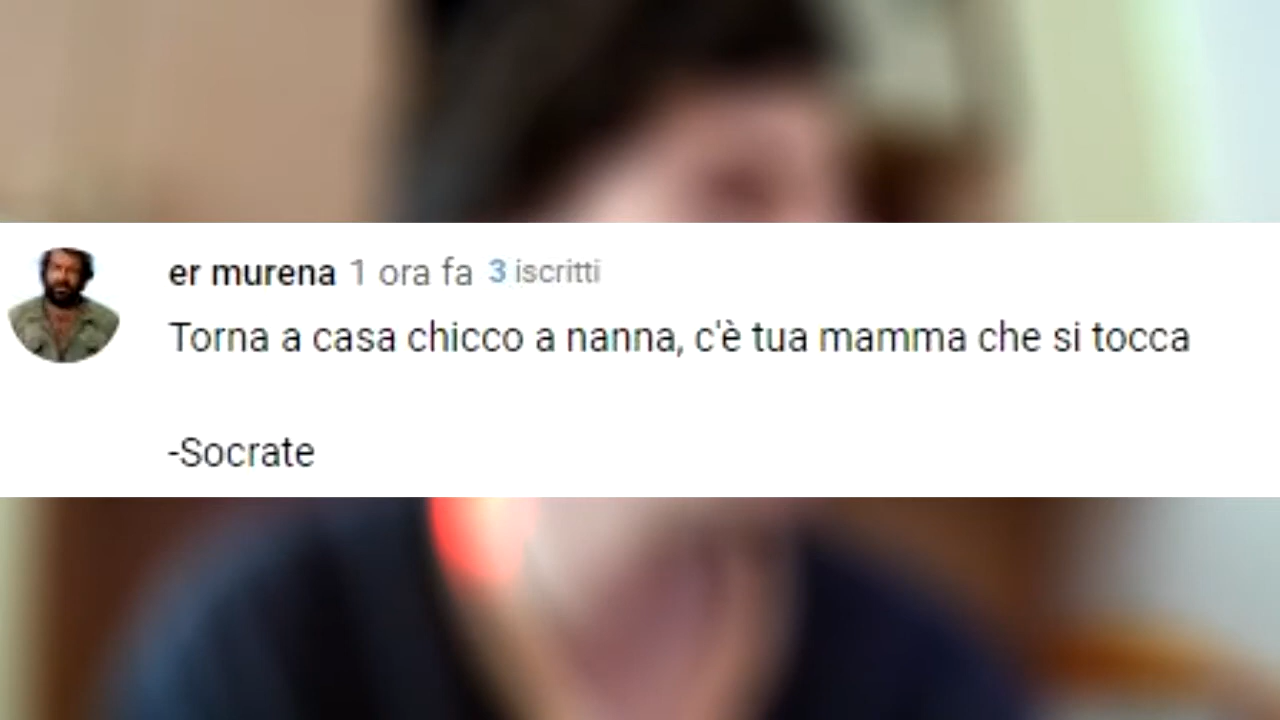 er murena 1 ora fa 3 iscritti
Torna a casa chicco a nanna, c'è tua mamma che si tocca
-Socrate